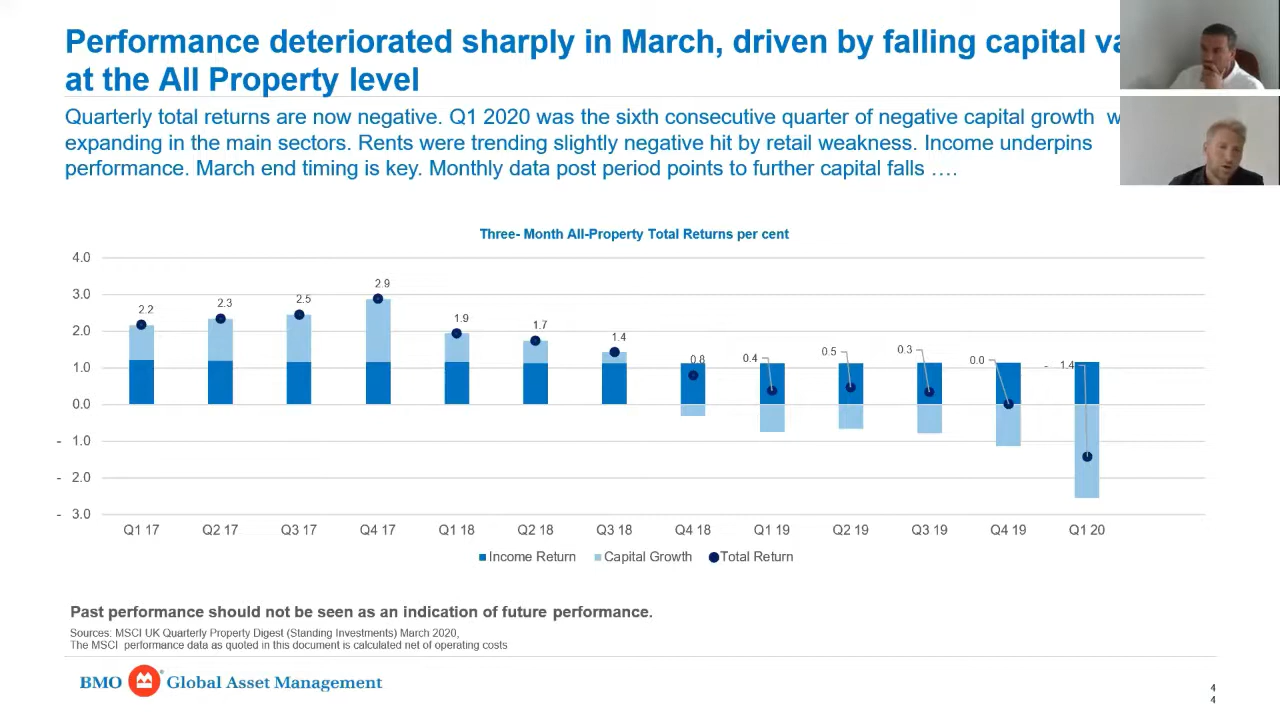 Performance deteriorated sharply in March, driven by falling capital
at the All Property level
Quarterly total returns are now negative. Q1 2020 was the sixth consecutive quarter of negative capital growth
expanding in the main sectors. Rents were trending slightly negative hit by retail weakness. Income underpins
performance. March end timing is key. Monthly data post period points to further capital falls ….
Three- Month All-Property Total Returns per cent
4.0
3.0
2.0
1.0
0.0
- 1.0
- 2.0
- 3.0
2.2
2.3
2.5
2.9
1.9
1.7
1.4
0.8
0.4
0.5
0.3
0.0
- 1.4
Q1 17 Q2 17 Q3 17 Q4 17 Q1 18 Q2 18 Q3 18 Q4 18 Q1 19 Q2 19 Q3 19 Q4 19 Q1 20
Income Return Capital Growth Total Return
Past performance should not be seen as an indication of future performance.
Sources: MSCI UK Quarterly Property Digest (Standing Investments) March 2020,
The MSCI performance data as quoted in this document is calculated net of operating costs
BMO Global Asset Management
4
4